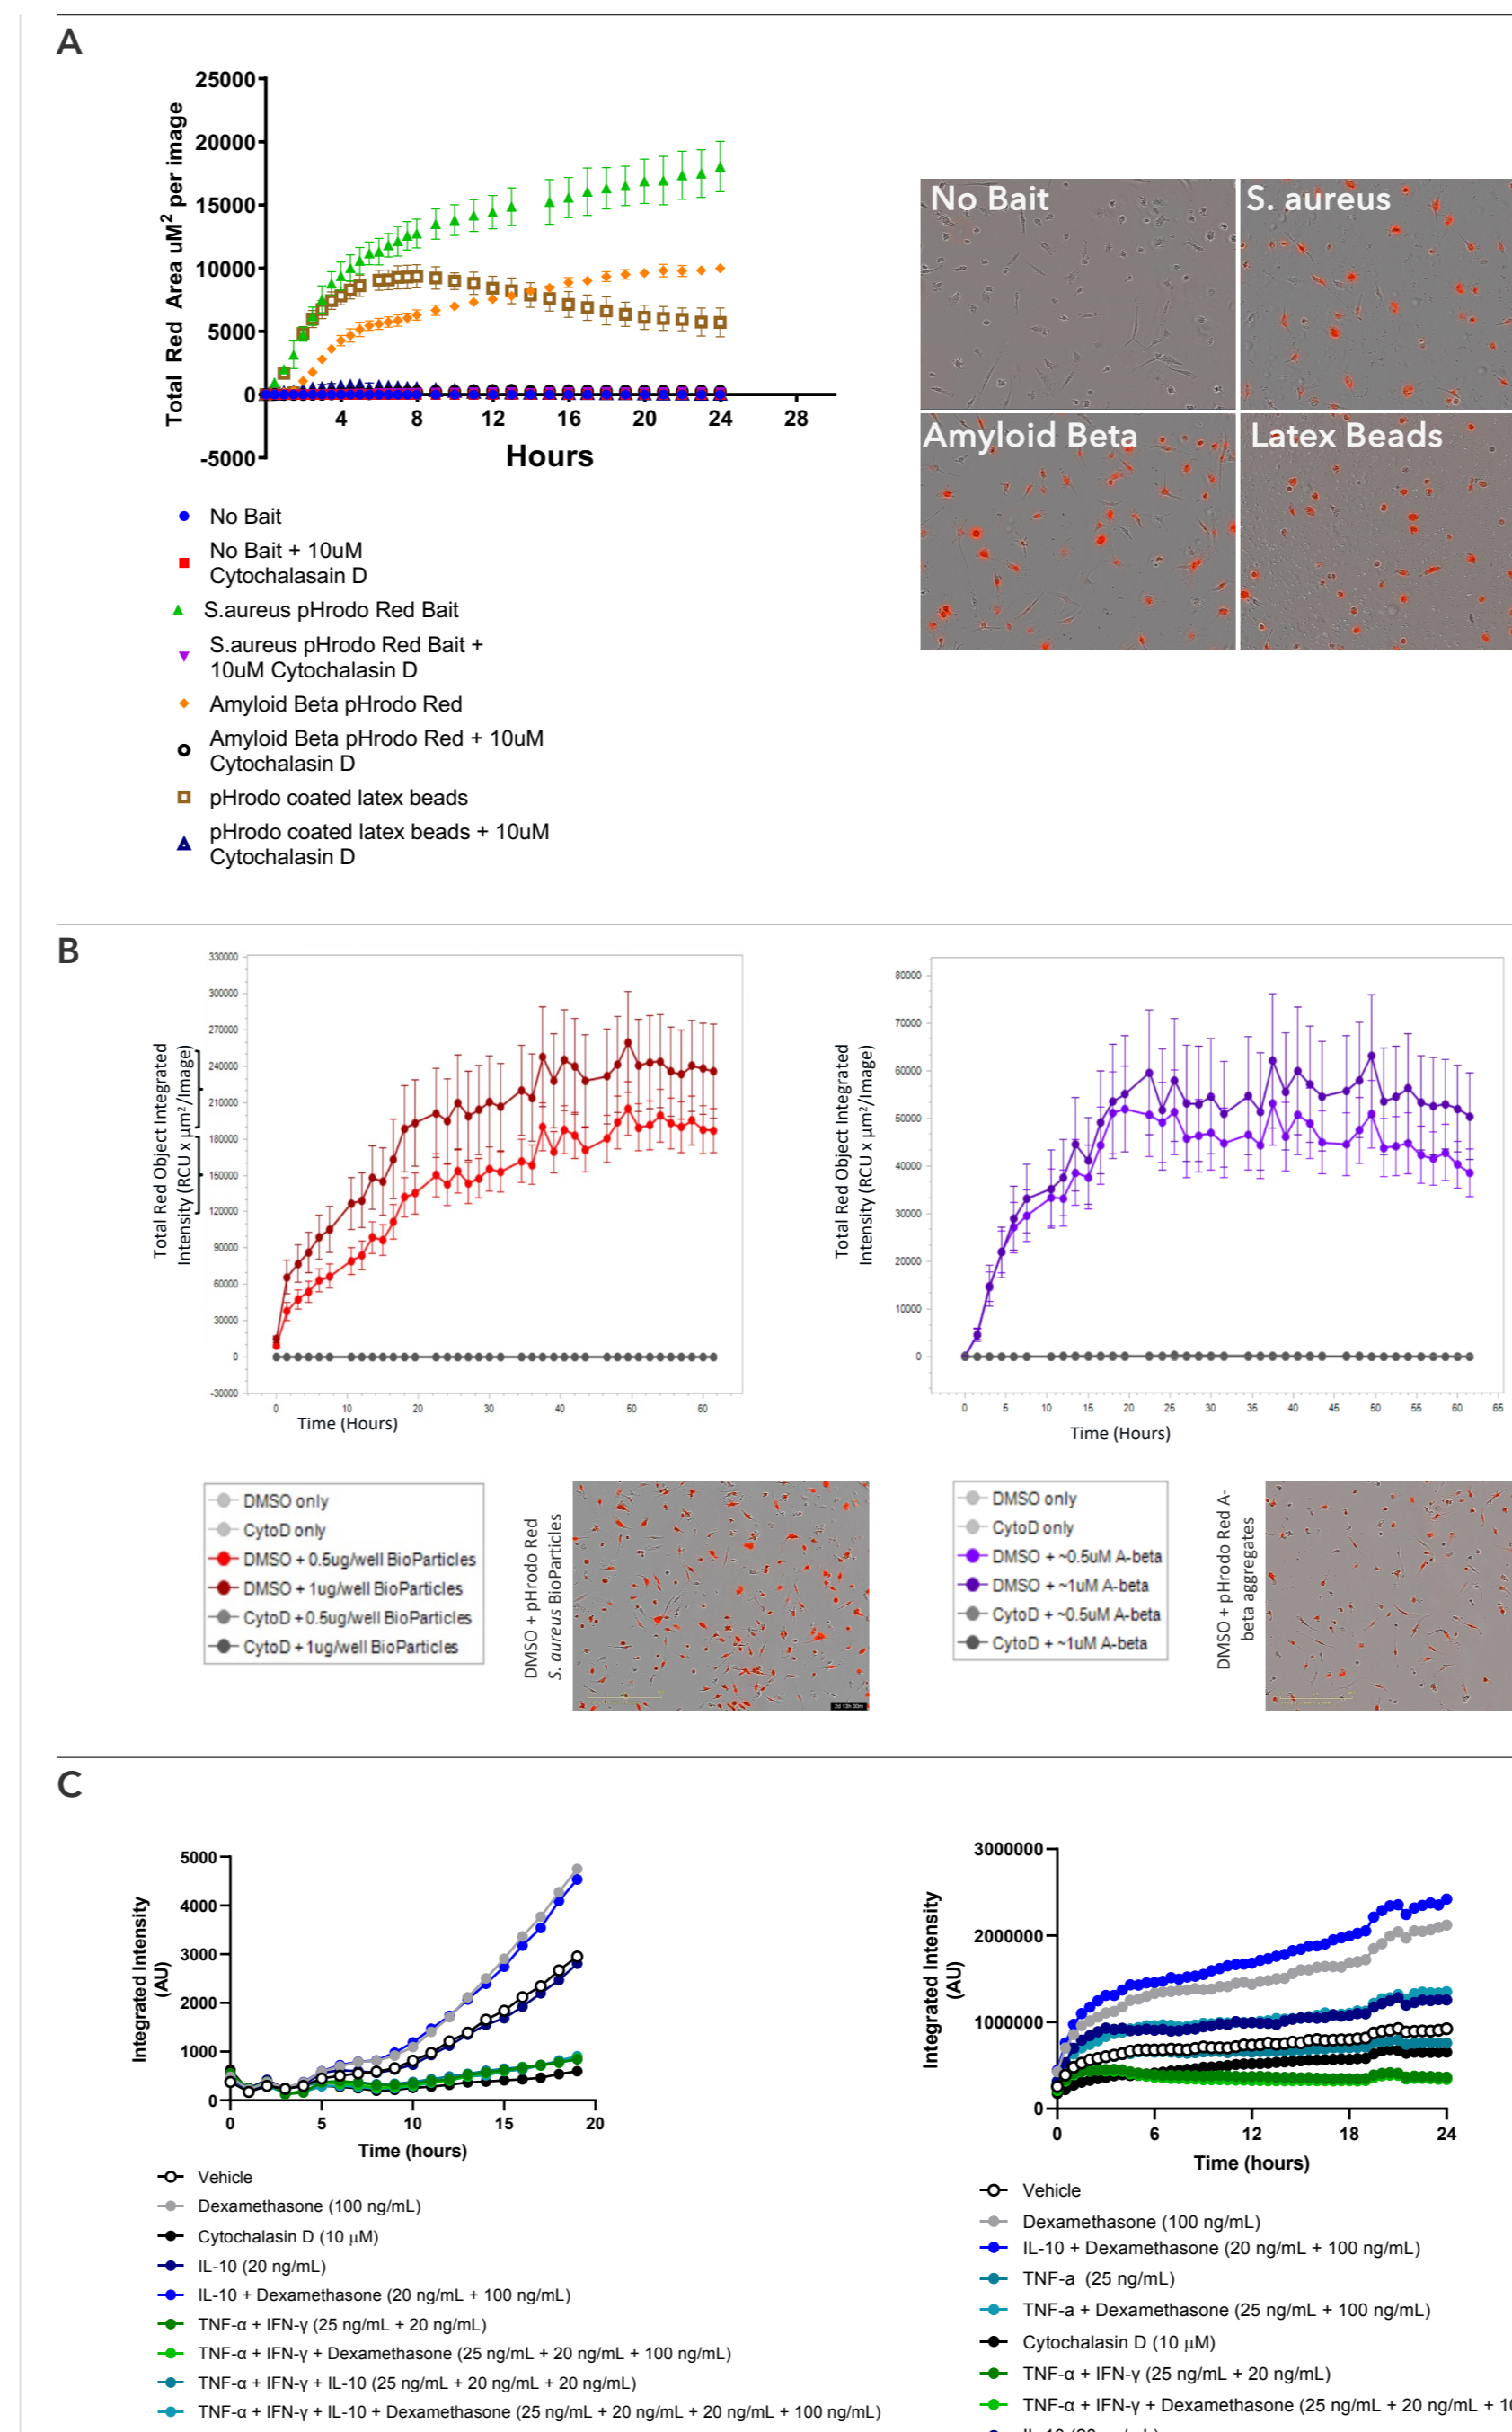 A
25000
20000
15000
10000
5000
0
-5000
Total Red Area uM² per image
4 8 12 16 20 24 28
Hours
No Bait
No Bait + 10uM
Cytochalasain D
S.aureus pHrodo Red Bait
S.aureus pHrodo Red Bait +
10uM Cytochalasin D
Amyloid Beta pHrodo Red
Amyloid Beta pHrodo Red + 10uM
Cytochalasin D
pHrodo coated latex beads
pHrodo coated latex beads + 10uM
Cytochalasin D
No Bait
S. aureus
Amyloid Beta
Latex Beads
B
Total Red Object Integrated
Intensity (RCU x µm²/Image)
330000
300000
270000
240000
210000
180000
150000
120000
90000
60000
30000
0
-30000
0 10 20 30 40 50 60
Time (Hours)
DMSO only
CytoD only
DMSO + 0.5ug/well BioParticles
DMSO + 1ug/well BioParticles
CytoD + 0.5ug/well BioParticles
CytoD + 1ug/well BioParticles
DMSO + pHrodo Red
S. aureus BioParticles
2d 13h 30m
Total Red Object Integrated
Intensity (RCU x µm²/Image)
80000
70000
60000
50000
40000
30000
20000
10000
0
0 5 10 15 20 25 30 35 40 45 50 55 60 65
Time (Hours)
DMSO only
CytoD only
DMSO + ~0.5uM A-beta
DMSO + ~1uM A-beta
CytoD + ~0.5uM A-beta
CytoD + ~1uM A-beta
DMSO + pHrodo Red A-
beta aggregates
C
Integrated Intensity
(AU)
5000
4000
3000
2000
1000
0
0 5 10 15 20
Time (hours)
Vehicle
Dexamethasone (100 ng/mL)
Cytochalasin D (10 µM)
IL-10 (20 ng/mL)
IL-10 + Dexamethasone (20 ng/mL + 100 ng/mL)
TNF-α + IFN-γ (25 ng/mL + 20 ng/mL)
TNF-α + IFN-γ + Dexamethasone (25 ng/mL + 20 ng/mL + 100 ng/mL)
TNF-α + IFN-γ + IL-10 (25 ng/mL + 20 ng/mL + 20 ng/mL)
TNF-α + IFN-γ + IL-10 + Dexamethasone (25 ng/mL + 20 ng/mL + 20 ng/mL + 100 ng/mL)
Integrated Intensity
(AU)
3000000
2000000
1000000
0
0 6 12 18 24
Time (hours)
Vehicle
Dexamethasone (100 ng/mL)
IL-10 + Dexamethasone (20 ng/mL + 100 ng/mL)
TNF-a (25 ng/mL)
TNF-a + Dexamethasone (25 ng/mL + 100 ng/mL)
Cytochalasin D (10 µM)
TNF-α + IFN-γ (25 ng/mL + 20 ng/mL)
TNF-α + IFN-γ + Dexamethasone (25 ng/mL + 20 ng/mL + 10